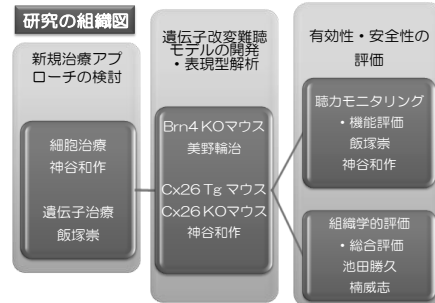 研究の組織図
新規治療アプ
ローチの検討
細胞治療
神谷和作
遺伝子治療
飯塚崇
遺伝子改変難聴
モデルの開発
・表現型解析
Brn4 KOマウス
美野輪治
Cx26 Tg マウス
Cx26 KOマウス
神谷和作
有効性・安全性の
評価
聴力モニタリング
・機能評価
飯塚崇
神谷和作
組織学的評価
・総合評価
池田勝久
楠威志